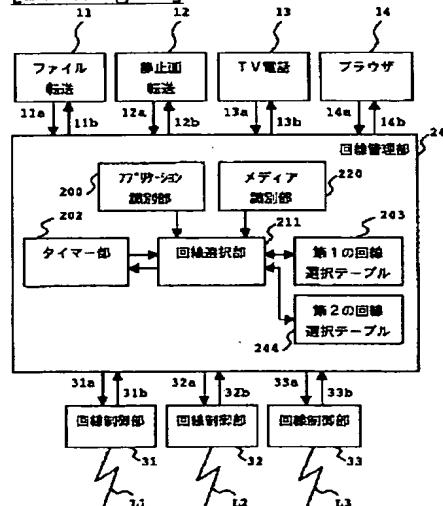 11
12
13
14
ファイル
転送
静止画
転送
TV電話
ブラウザ
11a
11b
12a
12b
13a
13b
14a
14b
24
回線管理部
200
アプリケーション
識別部
メディア
識別部
220
202
211
203
タイマー部
回線選択部
第1の回線
選択テーブル
第2の回線
選択テーブル
244
31a
31b
32a
32b
33a
33b
回線制御部
回線制御部
回線制御部
31
32
33
L1
L2
L3